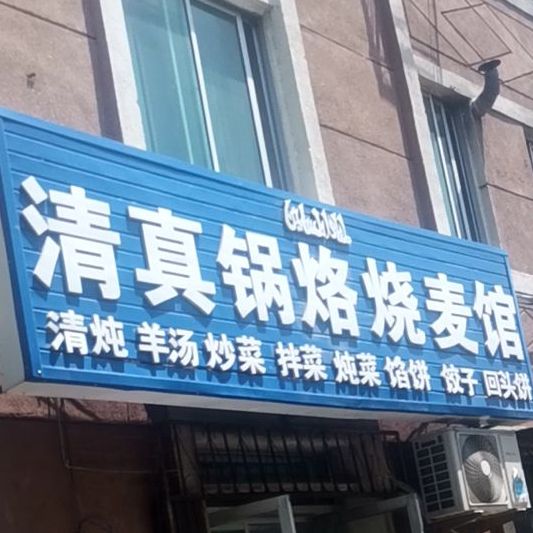 清真锅烙烧麦馆
清炖 羊汤 炒菜 拌菜 炖菜 馅饼 饺子 回头饼